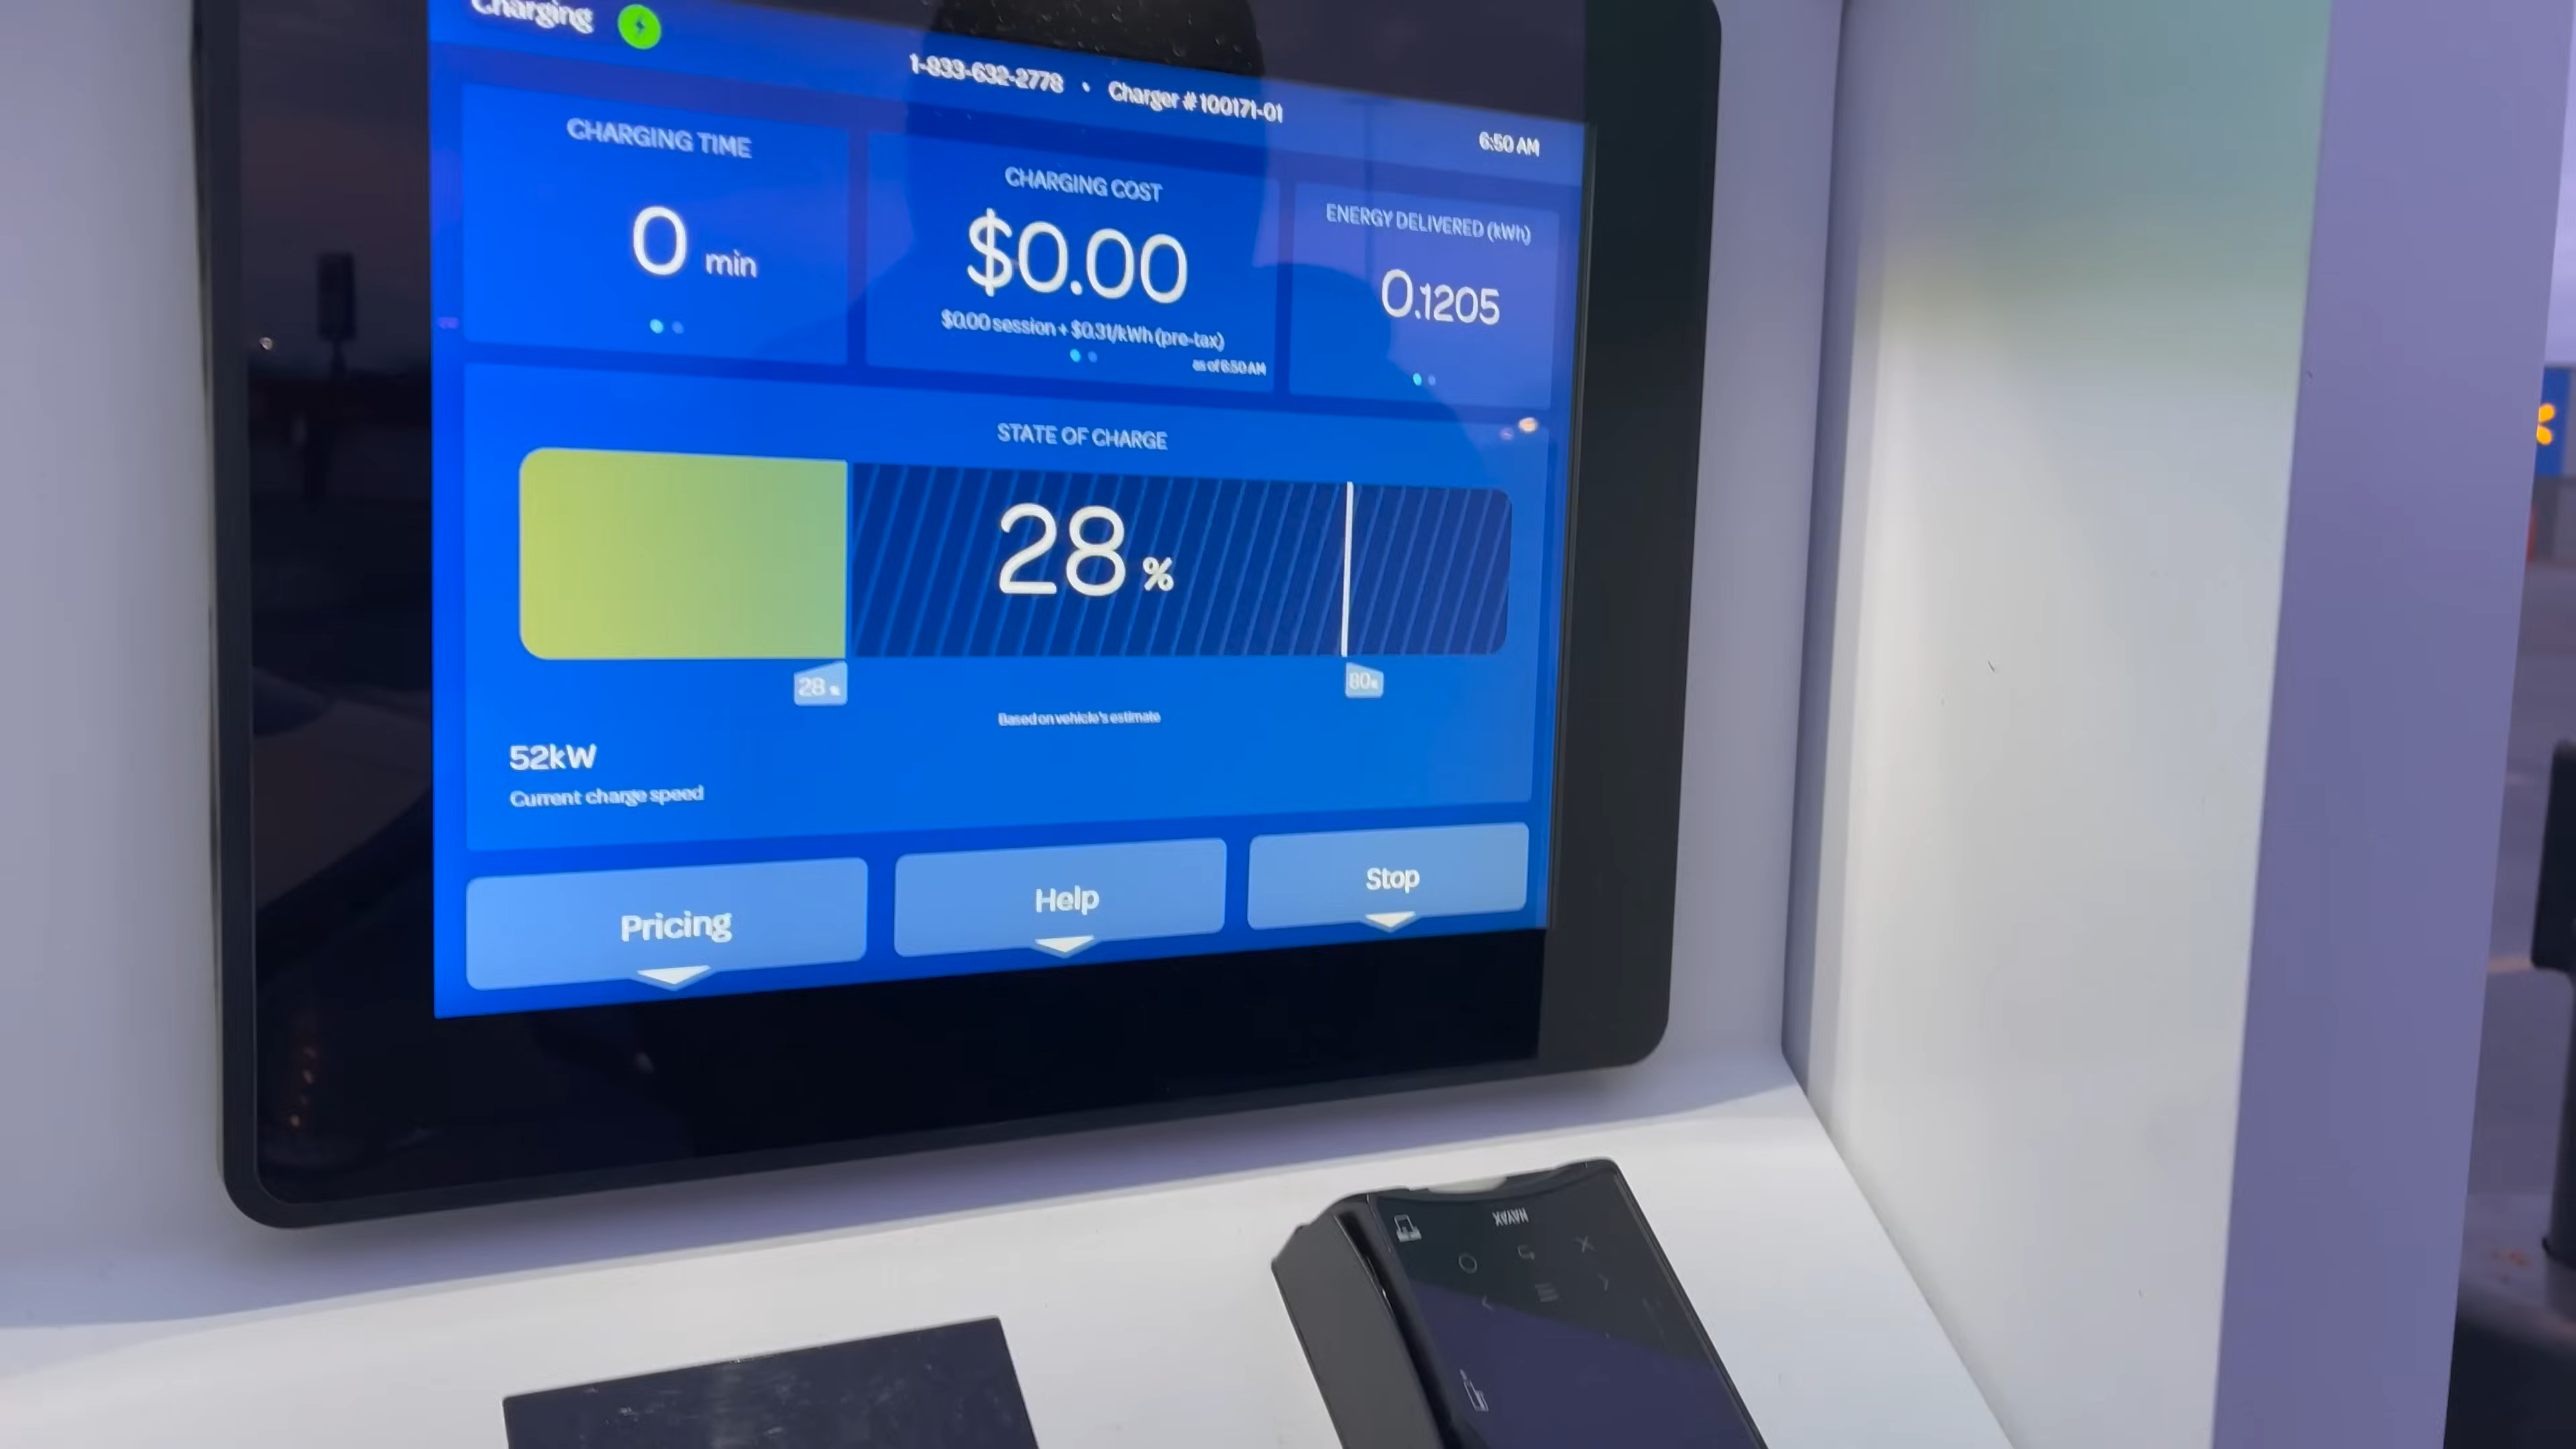 Charging
1-833-632-2778 • Charger # 100171-01
6:50 AM
CHARGING TIME
0 min
CHARGING COST
$0.00
$0.00 session + $0.31/kWh (pre-tax)
as of 6:50 AM
ENERGY DELIVERED (kWh)
0.1205
STATE OF CHARGE
28 %
28 %
80%
Based on vehicle's estimate
52kW
Current charge speed
Pricing
Help
Stop
NAYAX